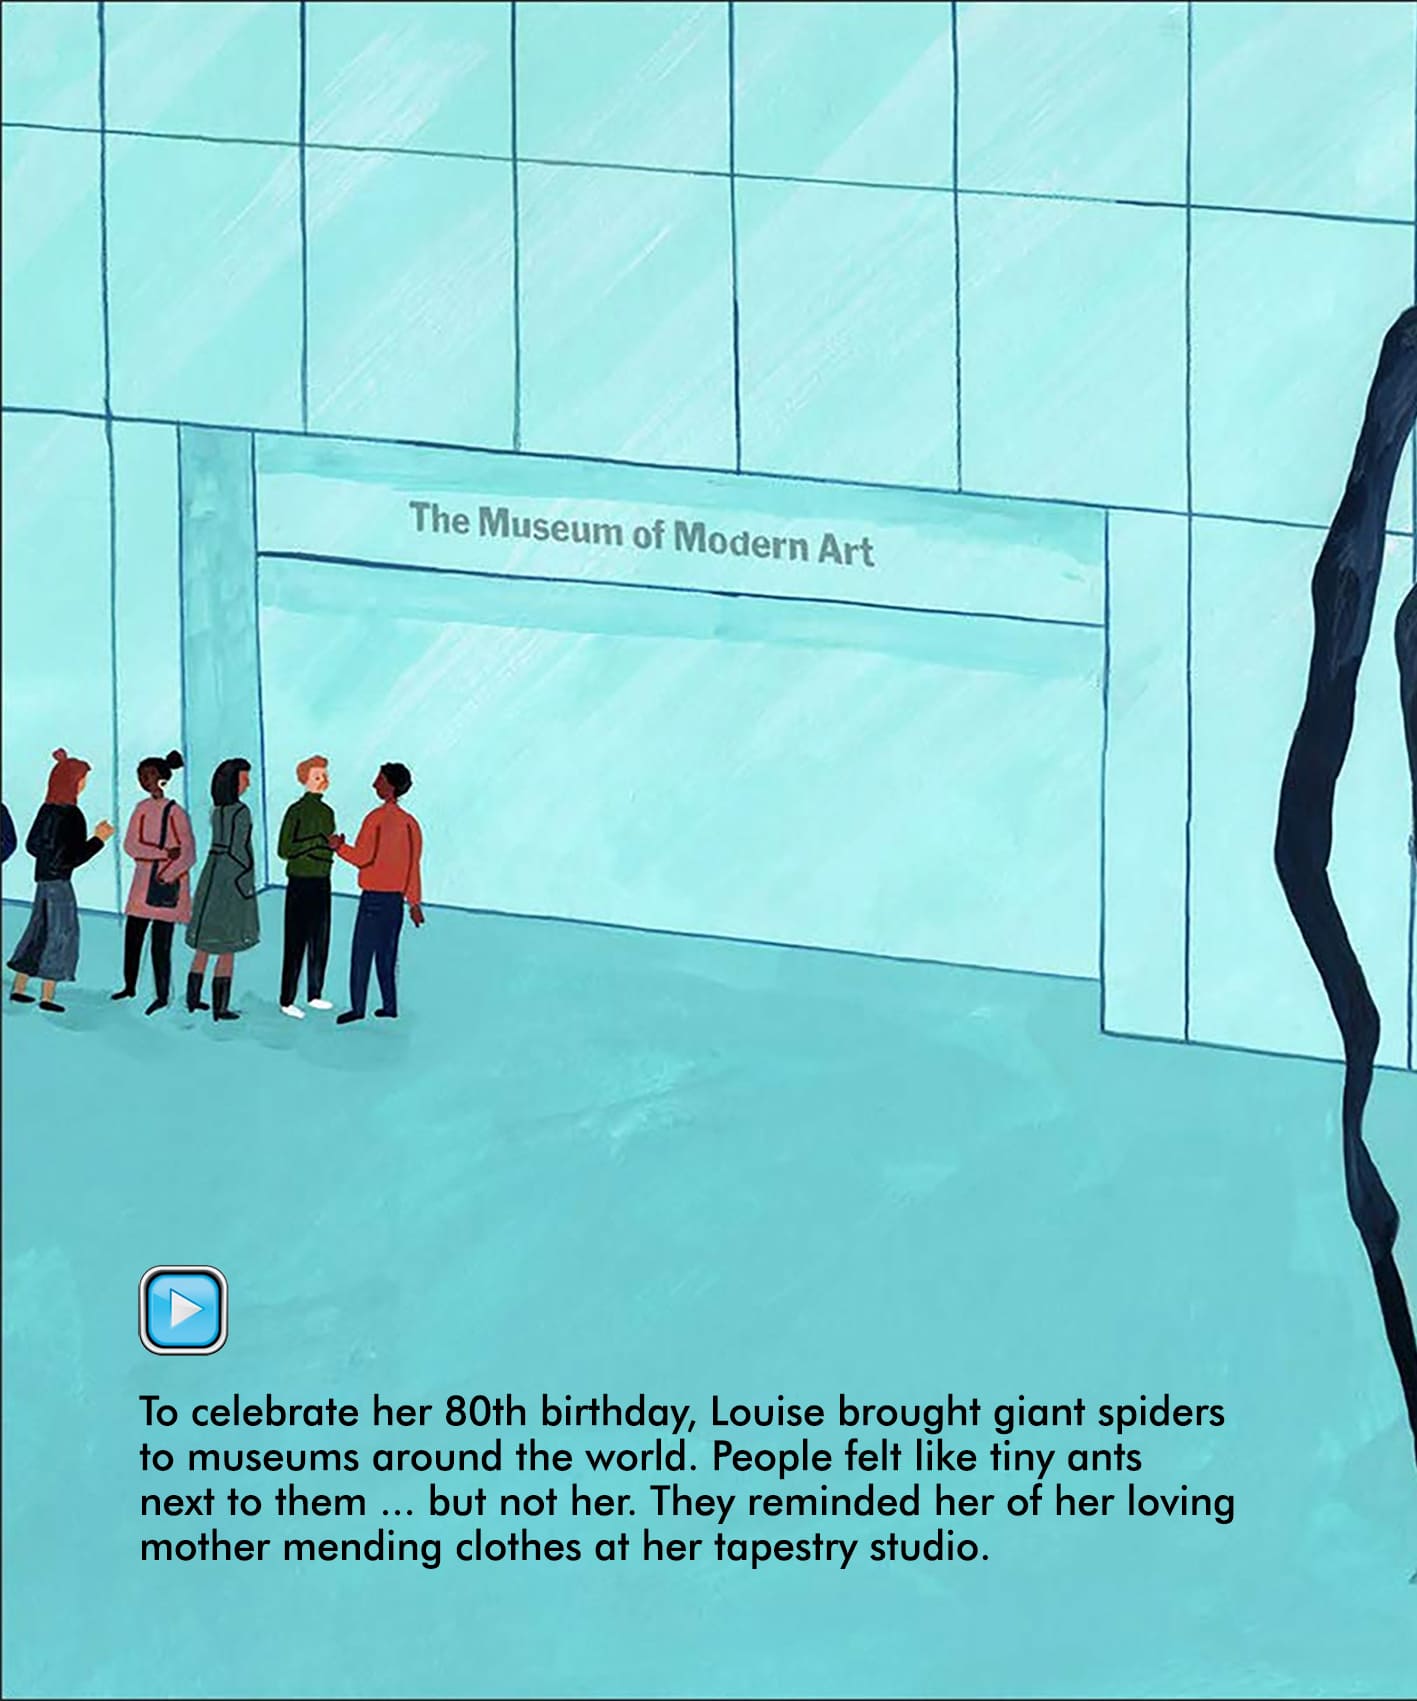 The Museum of Modern Art
To celebrate her 80th birthday, Louise brought giant spiders
to museums around the world. People felt like tiny ants
next to them ... but not her. They reminded her of her loving
mother mending clothes at her tapestry studio.